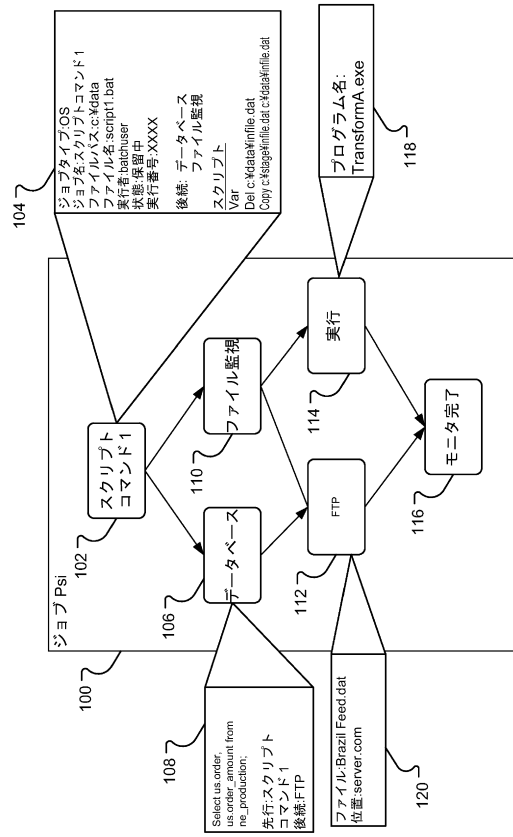 ジョブ Psi
100
スクリプト
コマンド 1
102
104
ジョブタイプ:OS
ジョブ名:スクリプトコマンド1
ファイルパス:c:¥data
ファイル名:script1.bat
実行者:batchuser
状態:保留中
実行番号:XXXX
後続: データベース
ファイル監視
スクリプト
Var
Del c:¥data¥infile.dat
Copy c:¥stage¥infile.dat c:¥data¥infile.dat
データベース
106
ファイル監視
110
108
Select us.order,
us.order_amount from
ne_production;
先行:スクリプト
コマンド 1
後続:FTP
FTP
112
実行
114
プログラム名:
TransformA.exe
118
ファイル:Brazil Feed.dat
位置:server.com
120
モニタ完了
116